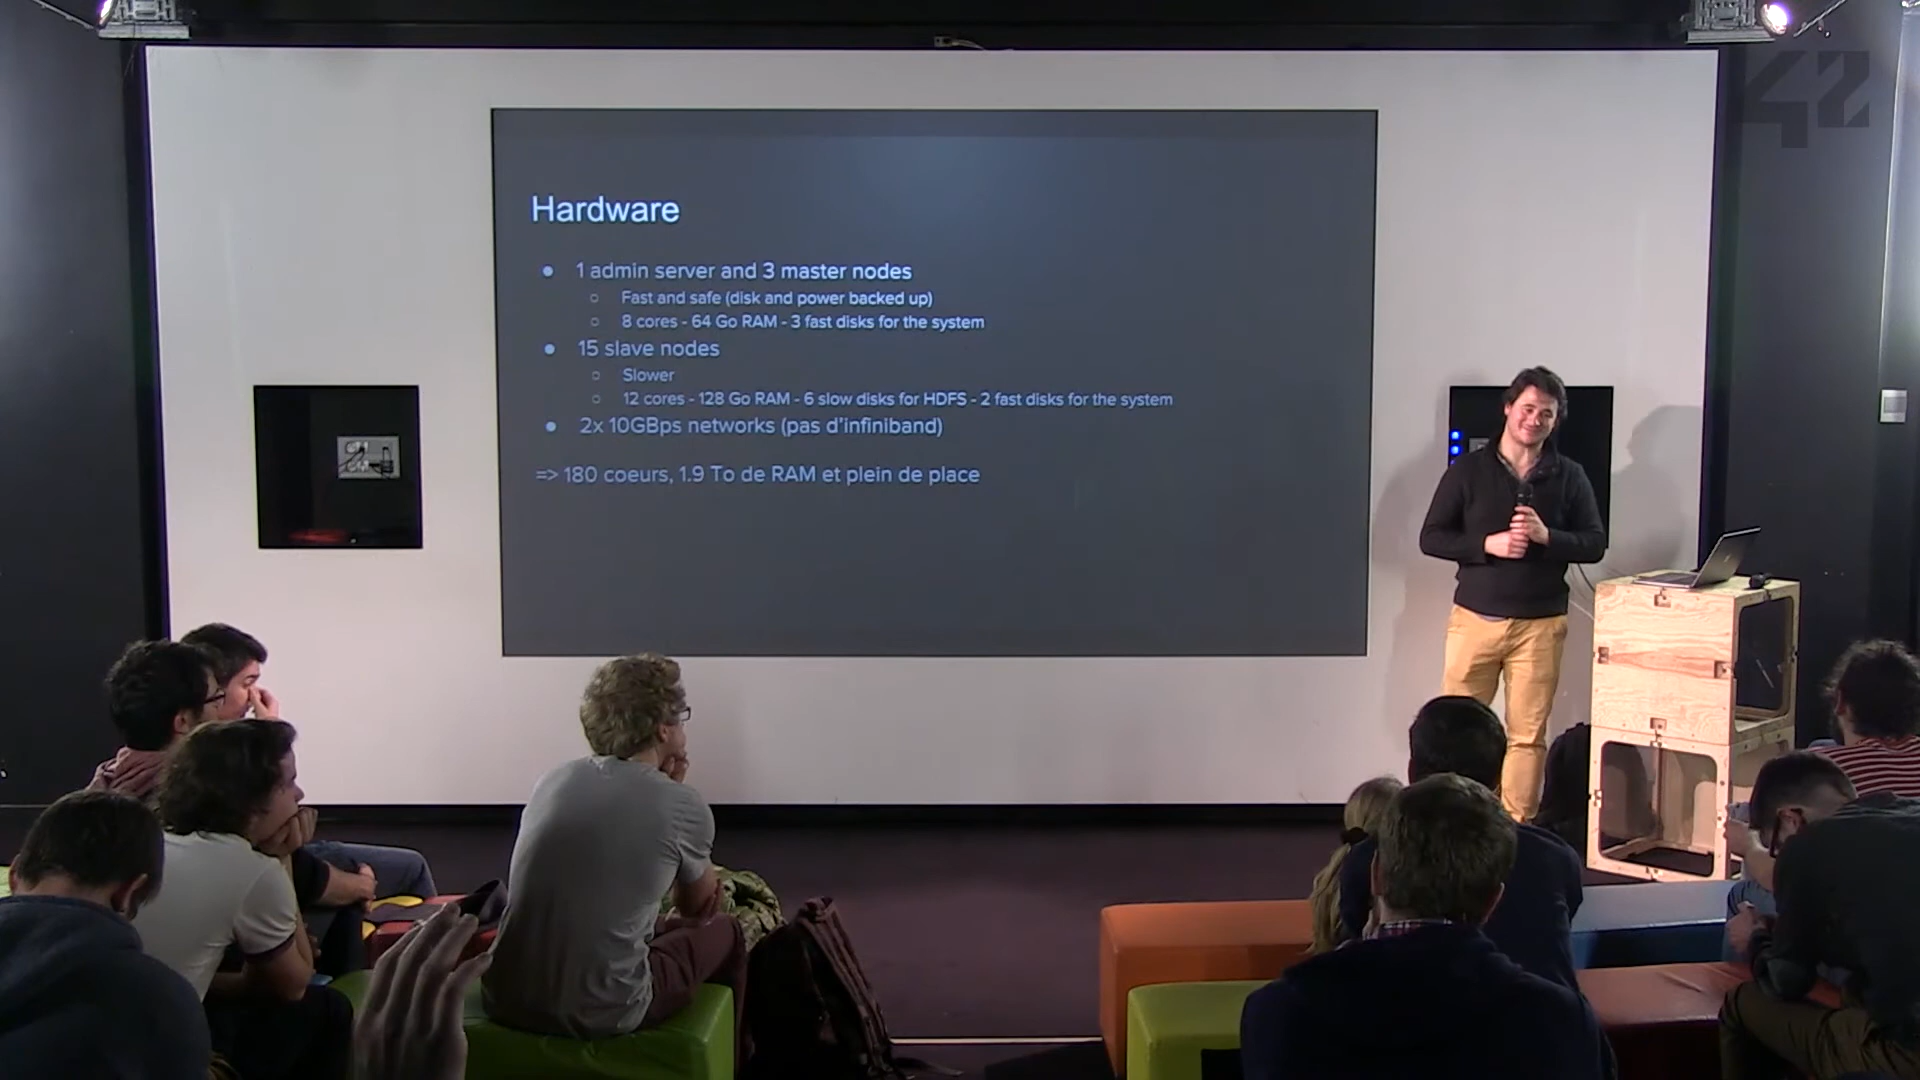 42
Hardware
● 1 admin server and 3 master nodes
○ Fast and safe (disk and power backed up)
○ 8 cores - 64 Go RAM - 3 fast disks for the system
● 15 slave nodes
○ Slower
○ 12 cores - 128 Go RAM - 6 slow disks for HDFS - 2 fast disks for the system
● 2x 10GBps networks (pas d'infiniband)
=> 180 coeurs, 1.9 To de RAM et plein de place